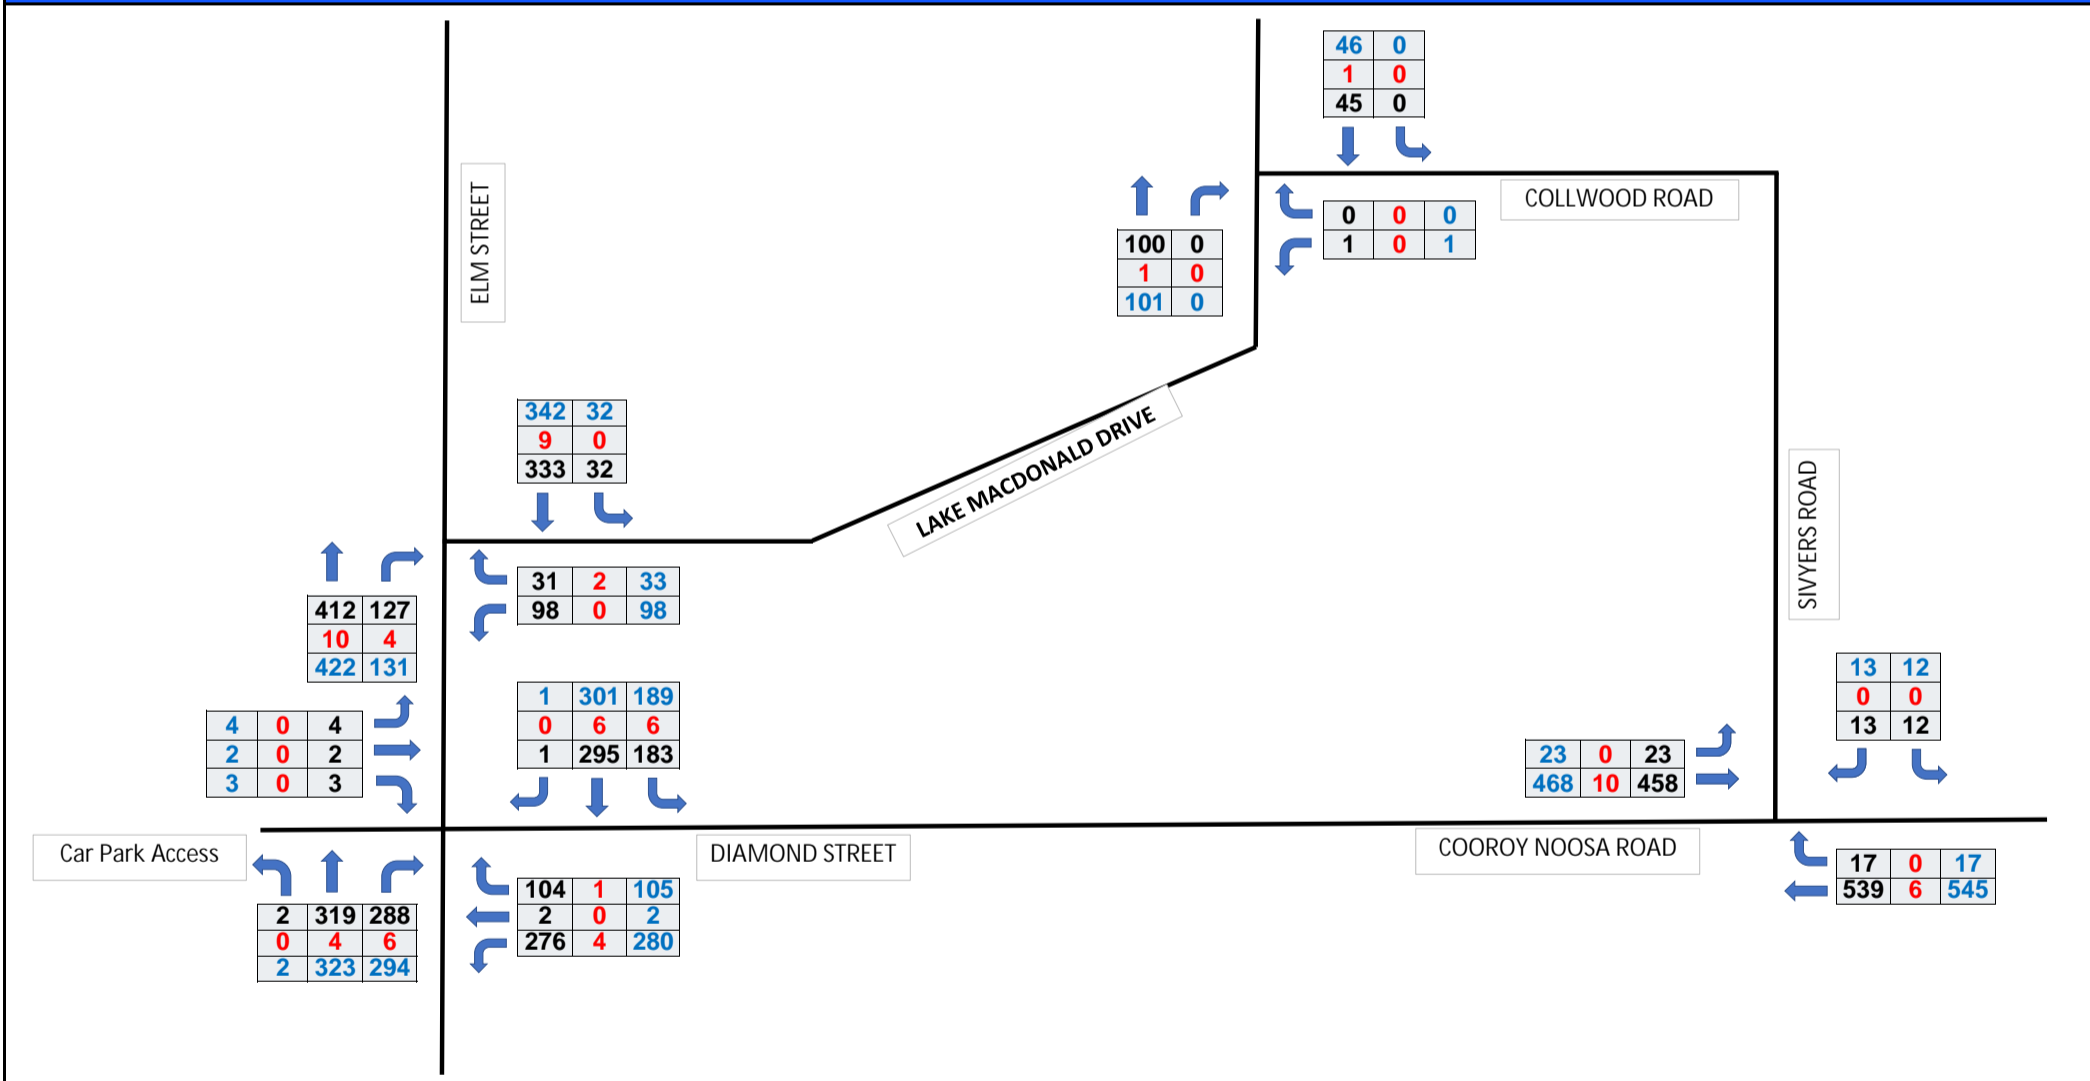 46 0
1 0
45 0
COLLWOOD ROAD
0 0 0
1 0 1
100 0
1 0
101 0
ELM STREET
342 32
9 0
333 32
LAKE MACDONALD DRIVE
SIVYERS ROAD
31 2 33
98 0 98
412 127
10 4
422 131
13 12
0 0
13 12
1 301 189
0 6 6
1 295 183
4 0 4
2 0 2
3 0 3
23 0 23
468 10 458
Car Park Access
DIAMOND STREET
COOROY NOOSA ROAD
17 0 17
539 6 545
104 1 105
2 0 2
276 4 280
2 319 288
0 4 6
2 323 294